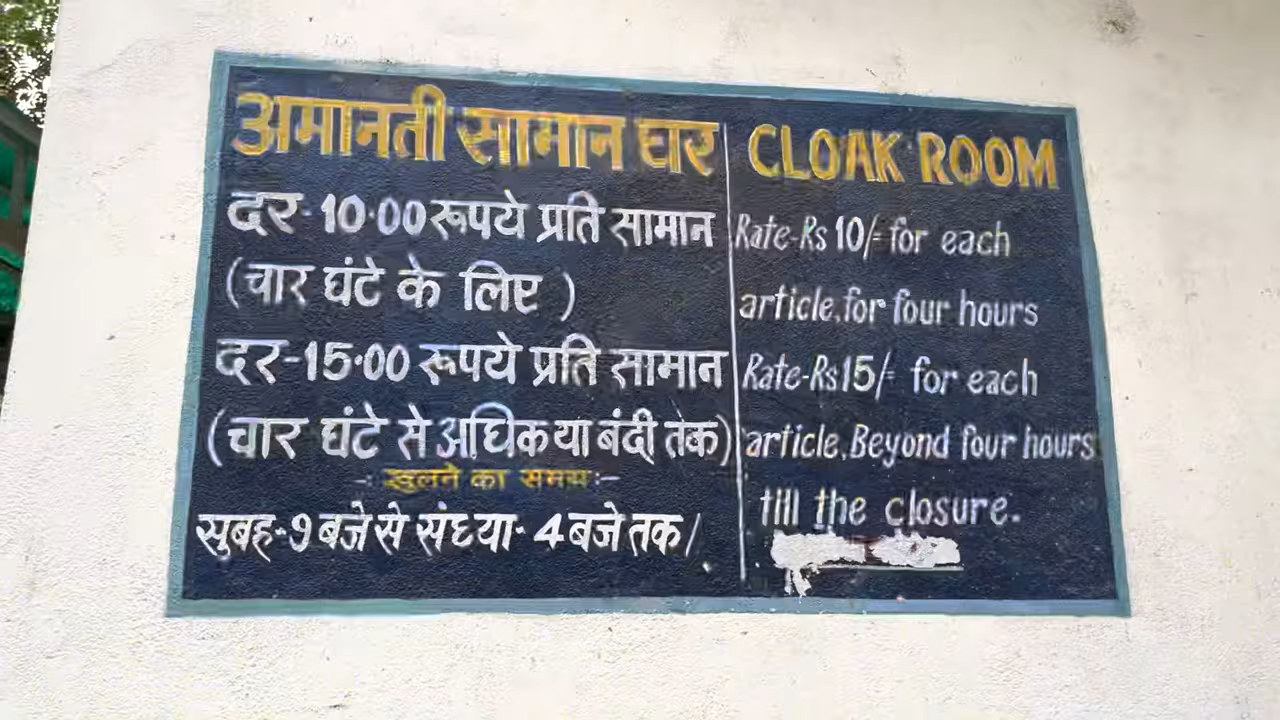 अमानती सामान घर
दर- 10.00 रूपये प्रति सामान
(चार घंटे के लिए )
दर-15.00 रूपये प्रति सामान
(चार घंटे से अधिक या बंदी तक)
-: खुलने का समय :-
सुबह-9 बजे से संध्या- 4 बजे तक/
CLOAK ROOM
Rate-Rs 10/- for each
article, for four hours
Rate-Rs 15/- for each
article, Beyond four hours
till the closure.